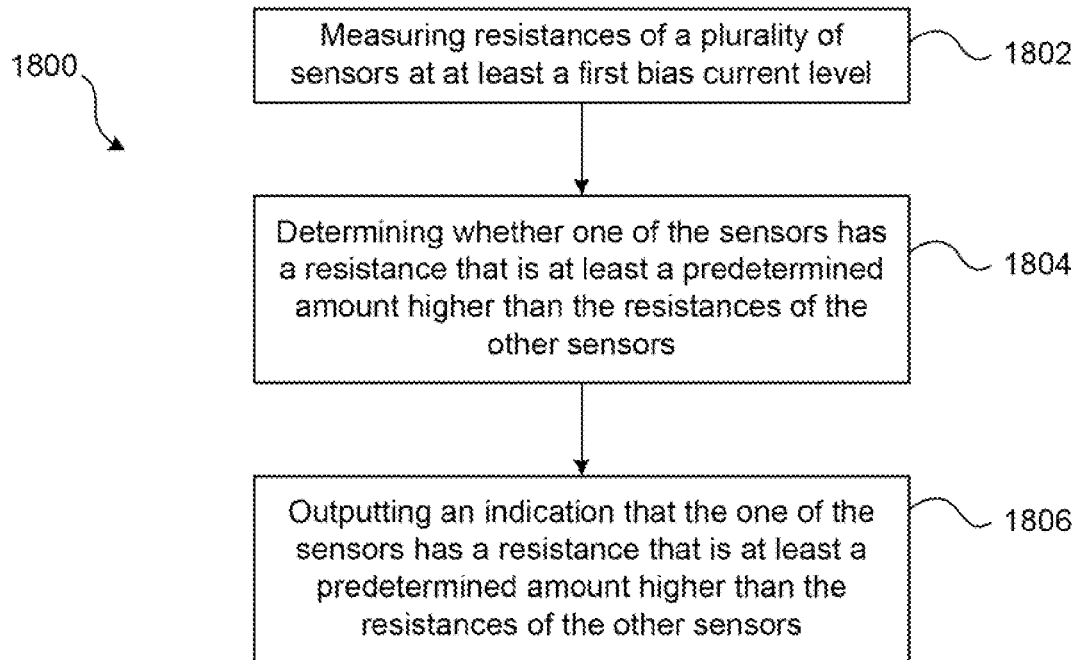 1800
Measuring resistances of a plurality of
sensors at at least a first bias current level
1802
Determining whether one of the sensors has
a resistance that is at least a predetermined
amount higher than the resistances of the
other sensors
1804
Outputting an indication that the one of the
sensors has a resistance that is at least a
predetermined amount higher than the
resistances of the other sensors
1806